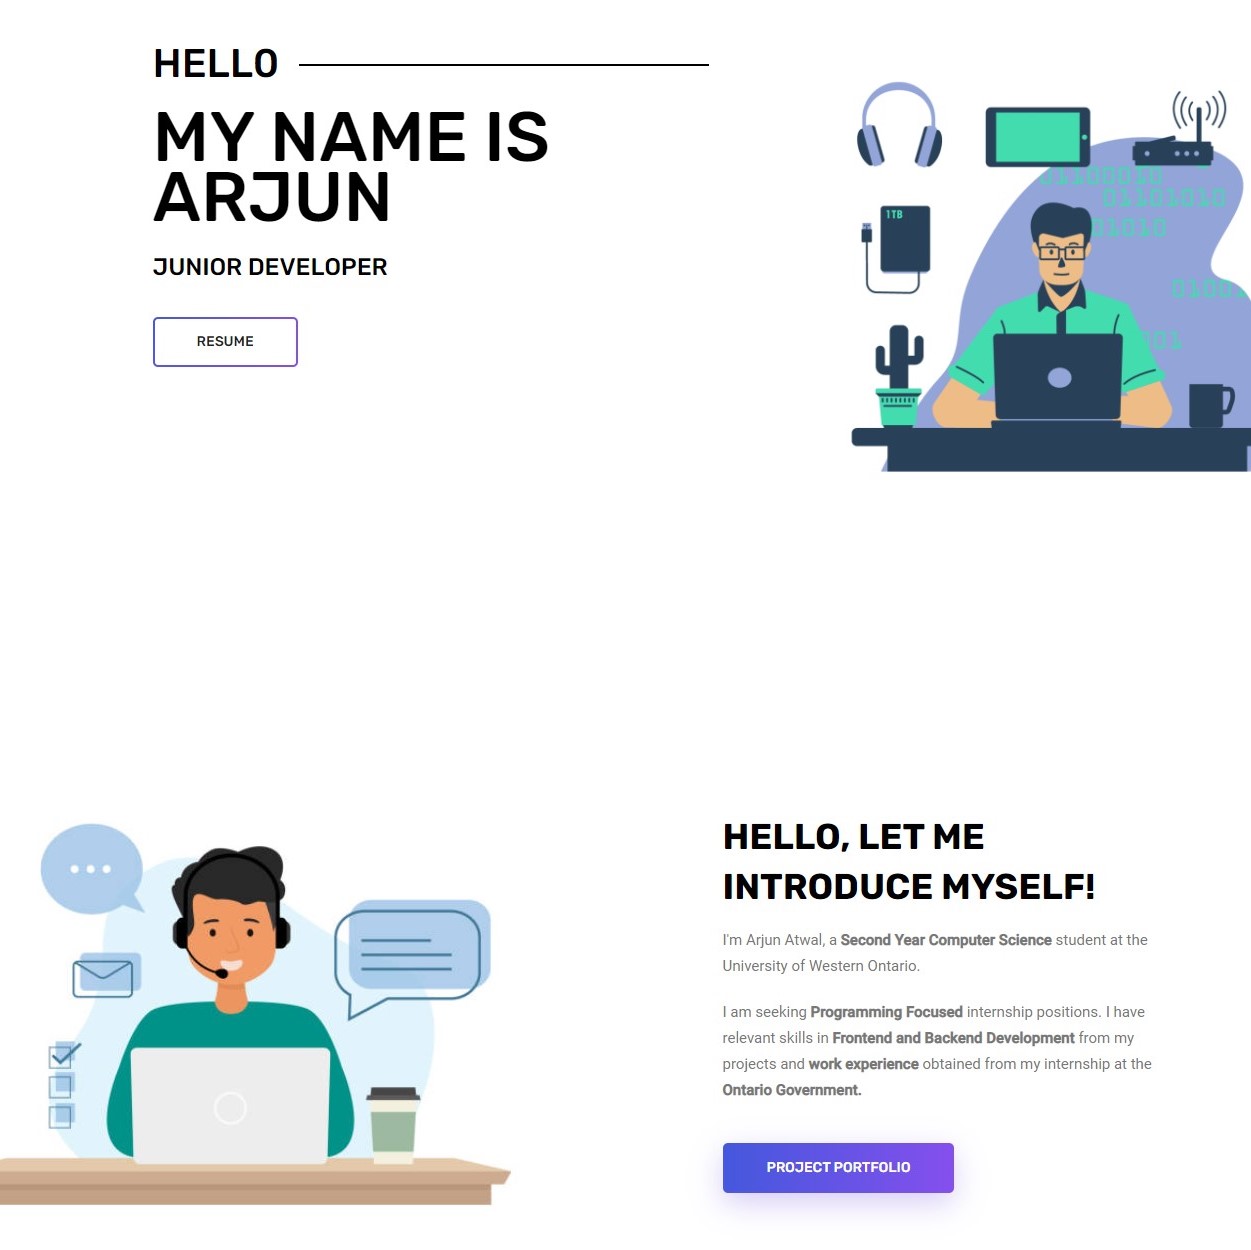 HELLO
MY NAME IS
ARJUN
JUNIOR DEVELOPER
RESUME
01100010
01101010
01010
1TB
HELLO, LET ME
INTRODUCE MYSELF!
I'm Arjun Atwal, a Second Year Computer Science student at the
University of Western Ontario.
I am seeking Programming Focused internship positions. I have
relevant skills in Frontend and Backend Development from my
projects and work experience obtained from my internship at the
Ontario Government.
PROJECT PORTFOLIO